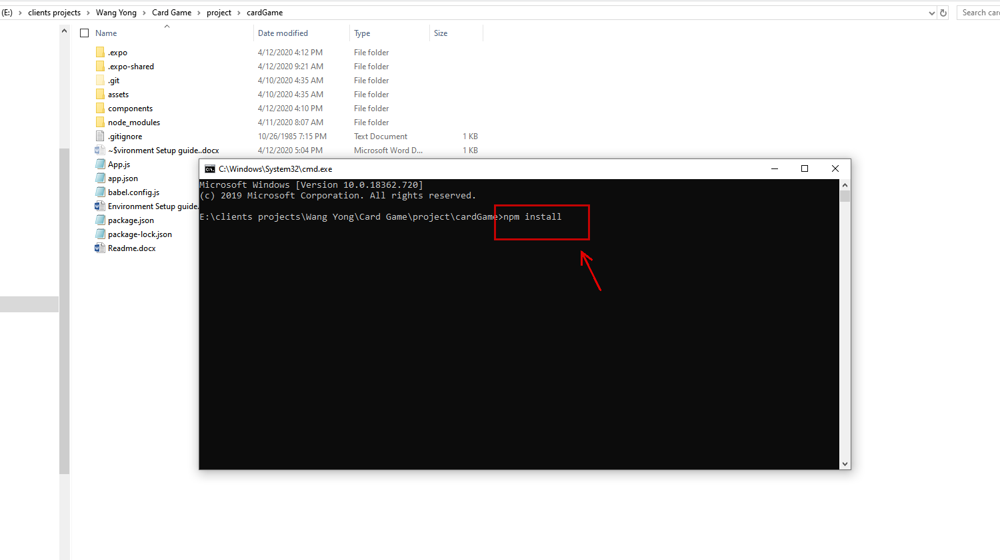 (E:) > clients projects > Wang Yong > Card Game > project > cardGame
Search car
Name Date modified Type Size
.expo 4/12/2020 4:12 PM File folder
.expo-shared 4/12/2020 9:21 AM File folder
.git 4/10/2020 4:35 AM File folder
assets 4/10/2020 4:35 AM File folder
components 4/12/2020 4:10 PM File folder
node_modules 4/11/2020 8:07 AM File folder
.gitignore 10/26/1985 7:15 PM Text Document 1 KB
~$vironment Setup guide..docx 4/12/2020 5:04 PM Microsoft Word D... 1 KB
App.js
app.json
babel.config.js
Environment Setup guide.
package.json
package-lock.json
Readme.docx
C:\Windows\System32\cmd.exe
Microsoft Windows [Version 10.0.18362.720]
(c) 2019 Microsoft Corporation. All rights reserved.
E:\clients projects\Wang Yong\Card Game\project\cardGame>npm install